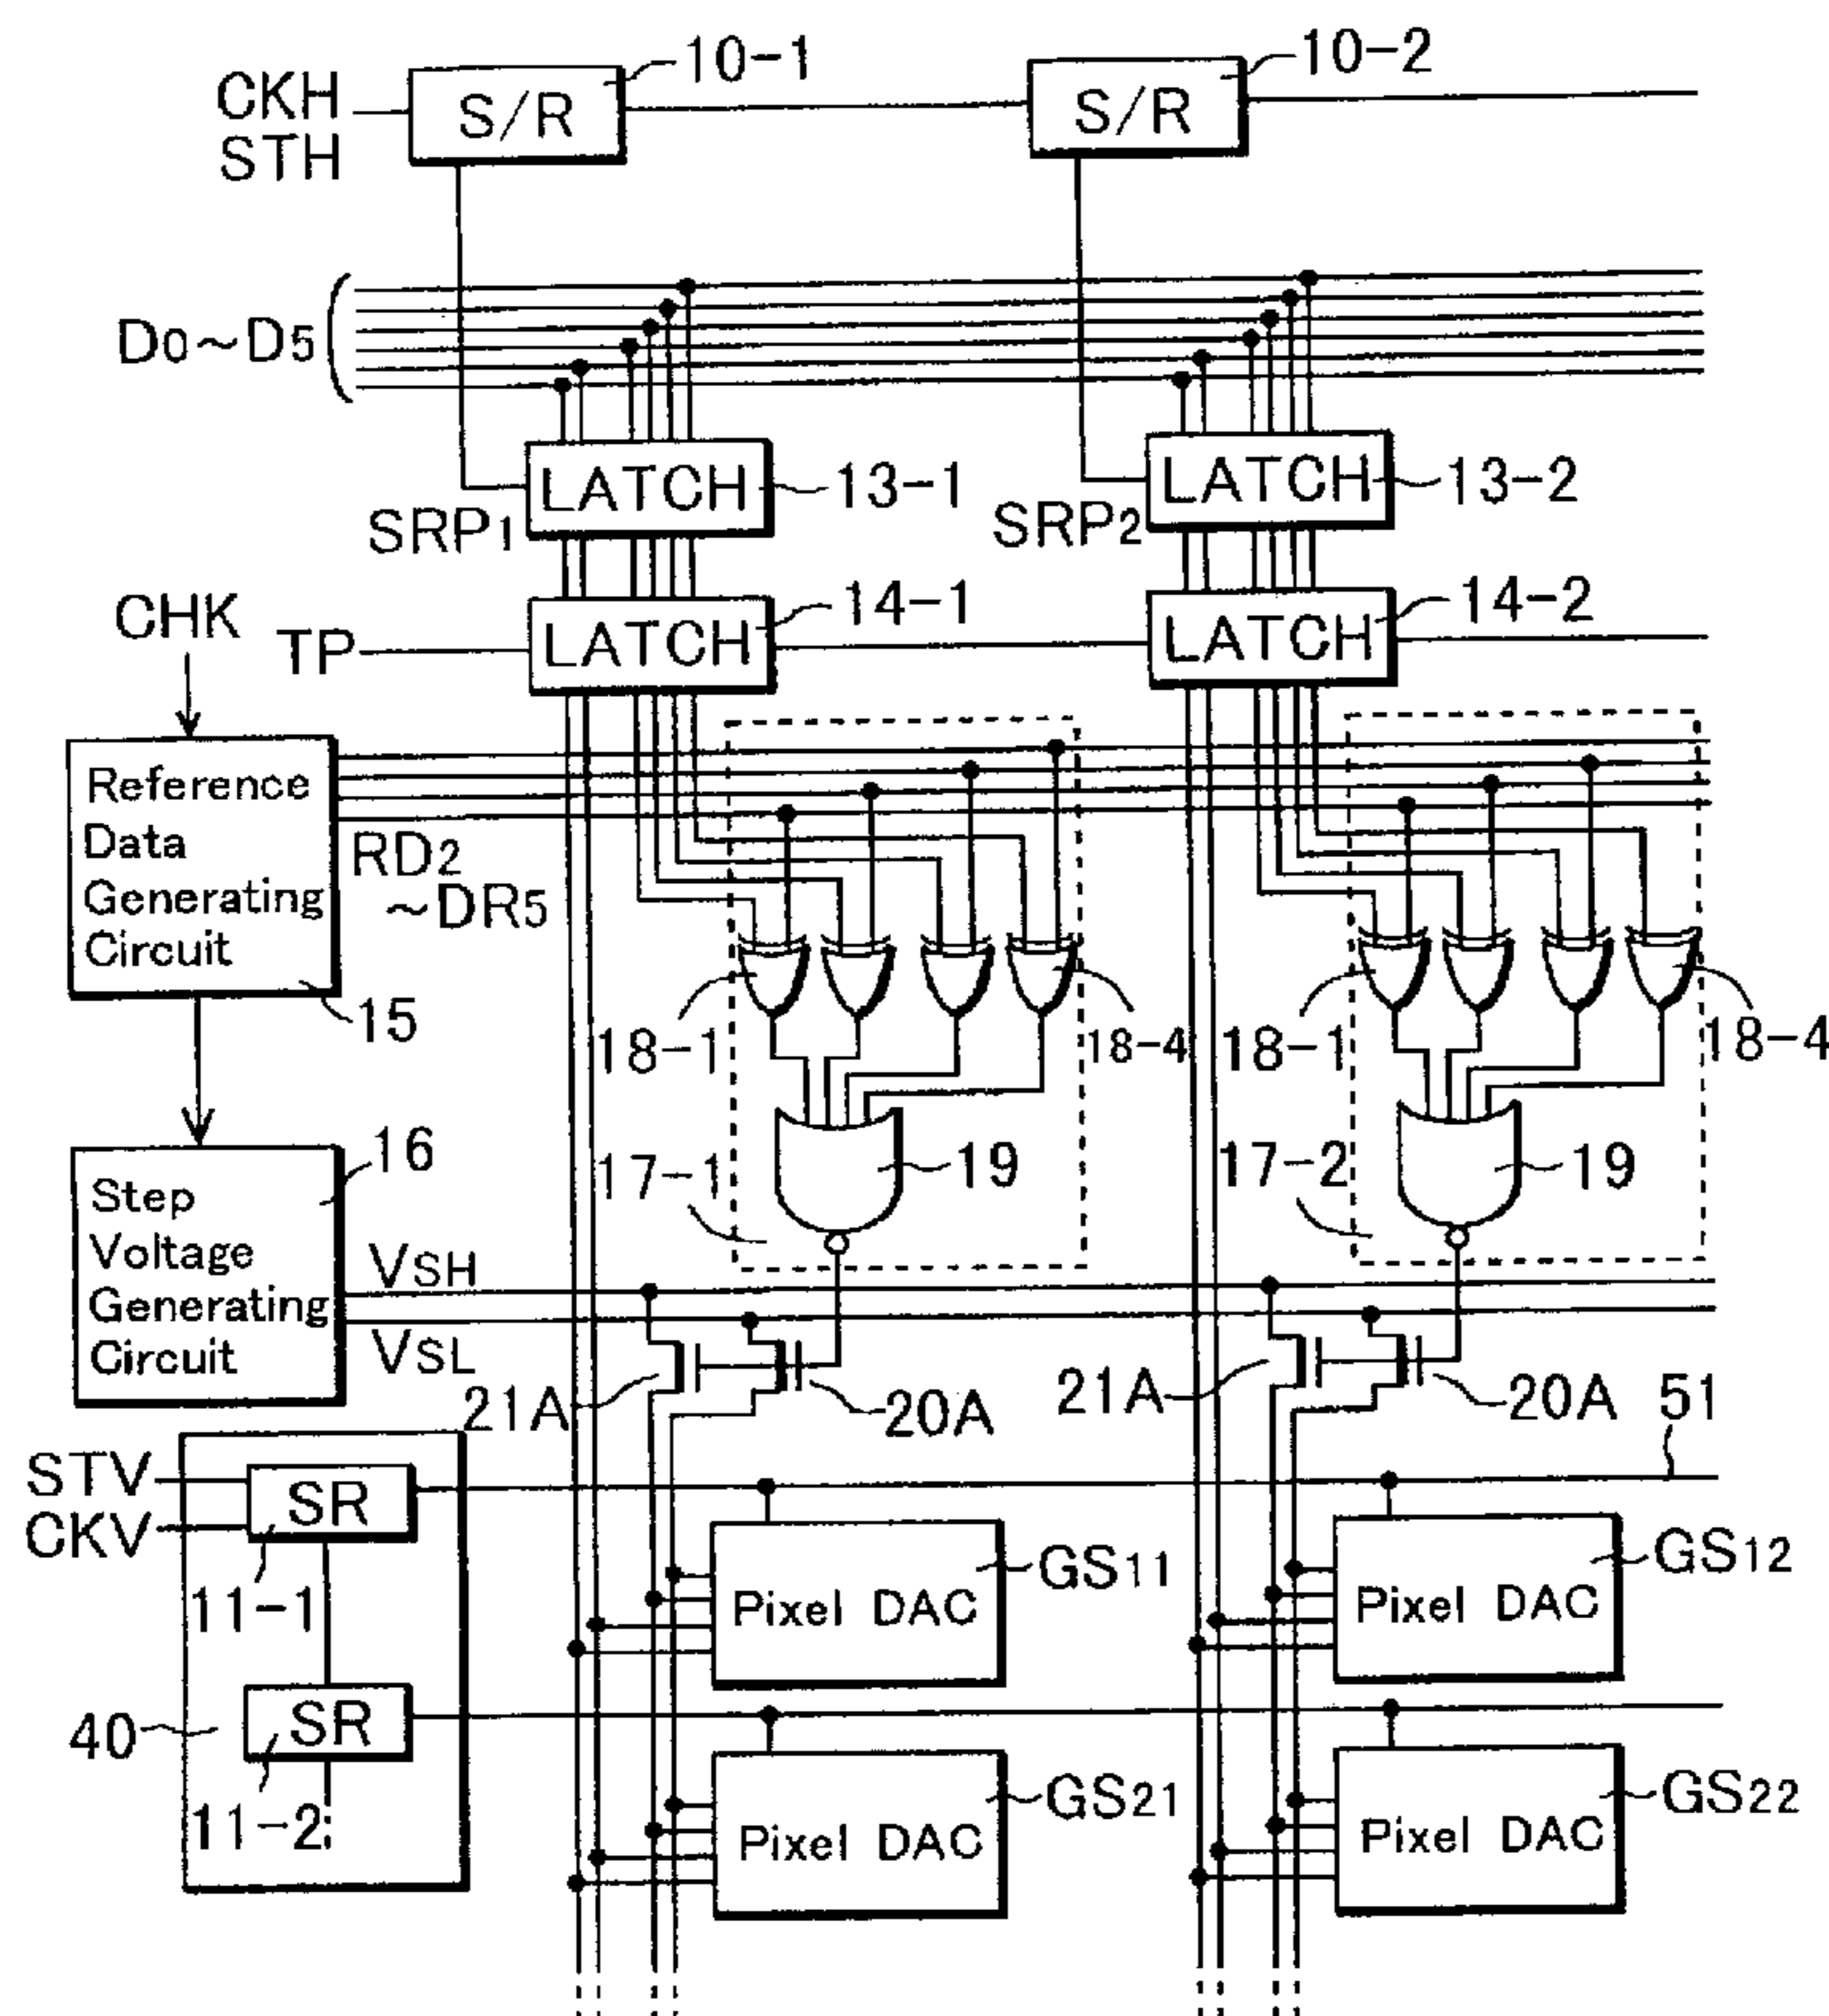 CKH
STH
S/R
10-1
S/R
10-2
D0~D5
LATCH
13-1
SRP1
LATCH
13-2
SRP2
CHK
TP
LATCH
14-1
LATCH
14-2
Reference
Data
Generating
Circuit
15
RD2
~DR5
18-1
18-4
18-1
18-4
19
17-1
19
17-2
16
Step
Voltage
Generating
Circuit
VSH
VSL
21A
20A
21A
20A
51
STV
CKV
SR
11-1
SR
11-2
40
Pixel DAC
GS11
Pixel DAC
GS12
Pixel DAC
GS21
Pixel DAC
GS22